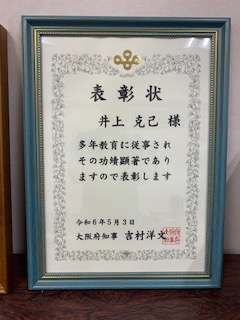 表彰状
井上 克己 様
多年教育に従事され
その功績顕著であり
ますので表彰します
令和6年5月3日
大阪府知事 吉村洋文